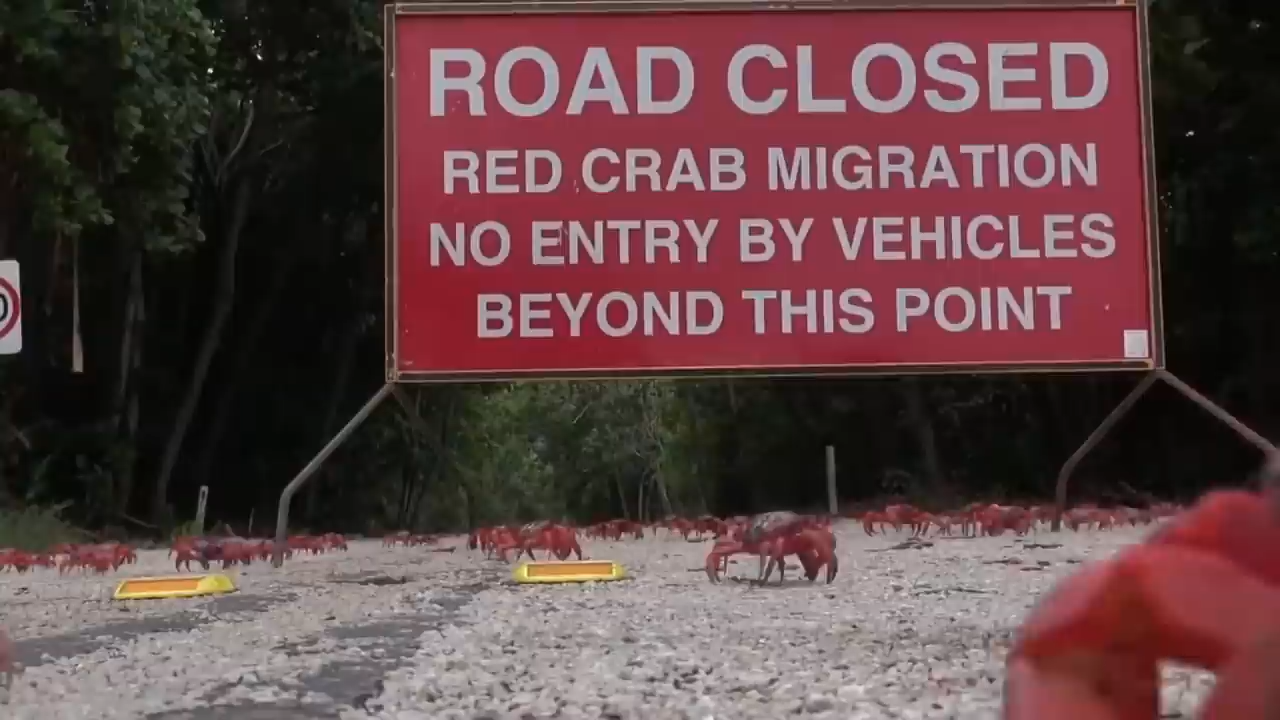 ROAD CLOSED
RED CRAB MIGRATION
NO ENTRY BY VEHICLES
BEYOND THIS POINT